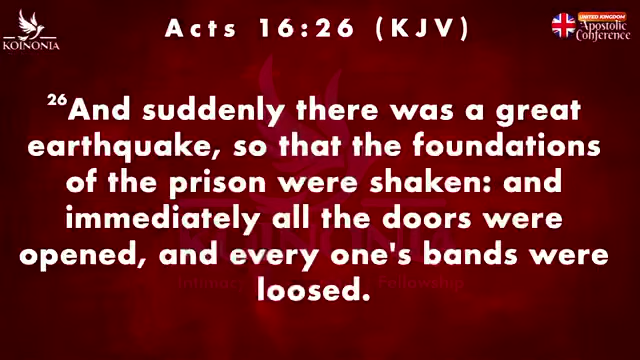 Acts 16:26 (KJV)
KOINONIA
UNITED KINGDOM
Apostolic
Conference
26And suddenly there was a great
earthquake, so that the foundations
of the prison were shaken: and
immediately all the doors were
opened, and every one's bands were
loosed.
KOINONIA
Fellowship